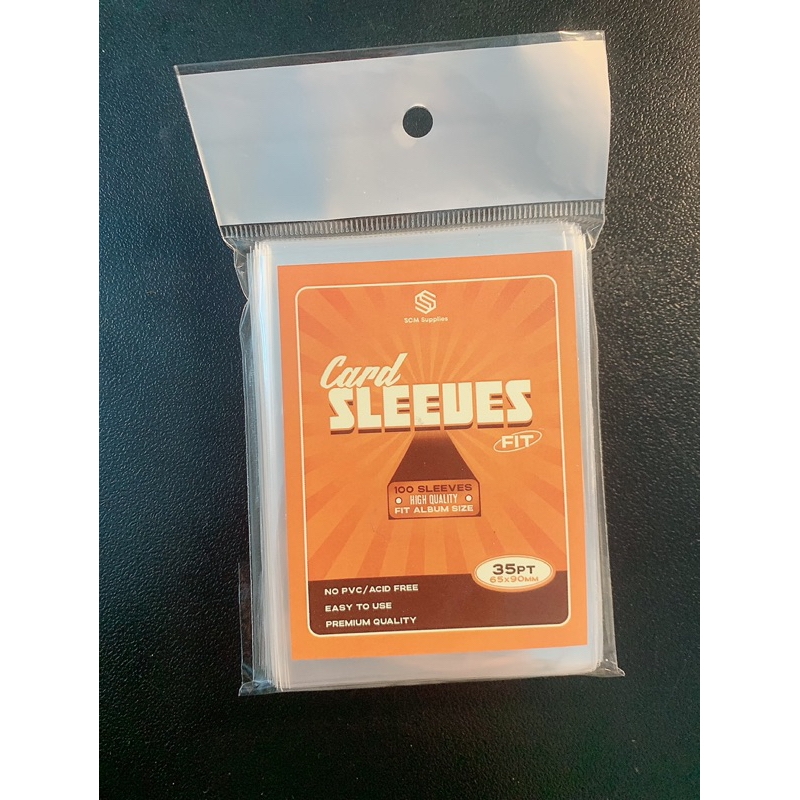 SCM Supplies
Card
SLEEVES
FIT
100 SLEEVES
HIGH QUALITY
FIT ALBUM SIZE
35PT
65x90MM
NO PVC/ACID FREE
EASY TO USE
PREMIUM QUALITY